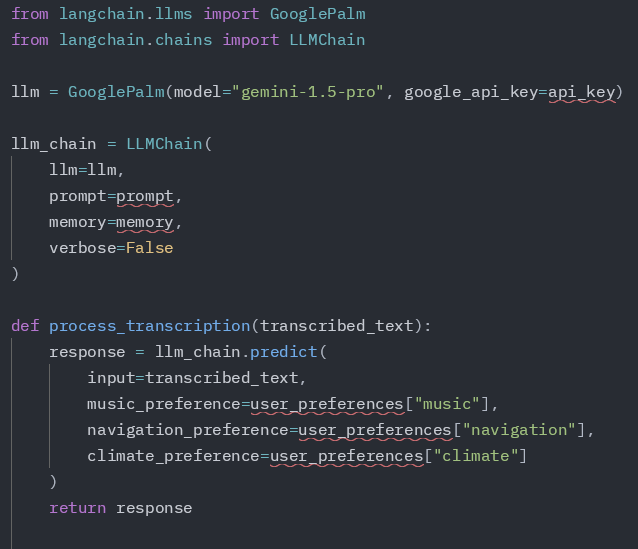 from langchain.llms import GooglePalm
from langchain.chains import LLMChain

llm = GooglePalm(model="gemini-1.5-pro", google_api_key=api_key)

llm_chain = LLMChain(
    llm=llm,
    prompt=prompt,
    memory=memory,
    verbose=False
)

def process_transcription(transcribed_text):
    response = llm_chain.predict(
        input=transcribed_text,
        music_preference=user_preferences["music"],
        navigation_preference=user_preferences["navigation"],
        climate_preference=user_preferences["climate"]
    )
    return response